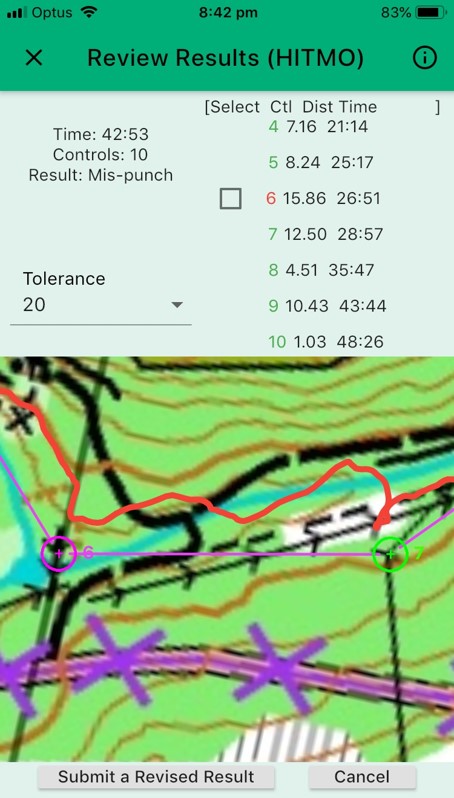 Optus 8:42 pm 83%
Review Results (HITMO)
[Select Ctl Dist Time ]
4 7.16 21:14
Time: 42:53
Controls: 10
Result: Mis-punch
5 8.24 25:17
6 15.86 26:51
7 12.50 28:57
8 4.51 35:47
Tolerance
20
9 10.43 43:44
10 1.03 48:26
6
7
Submit a Revised Result Cancel